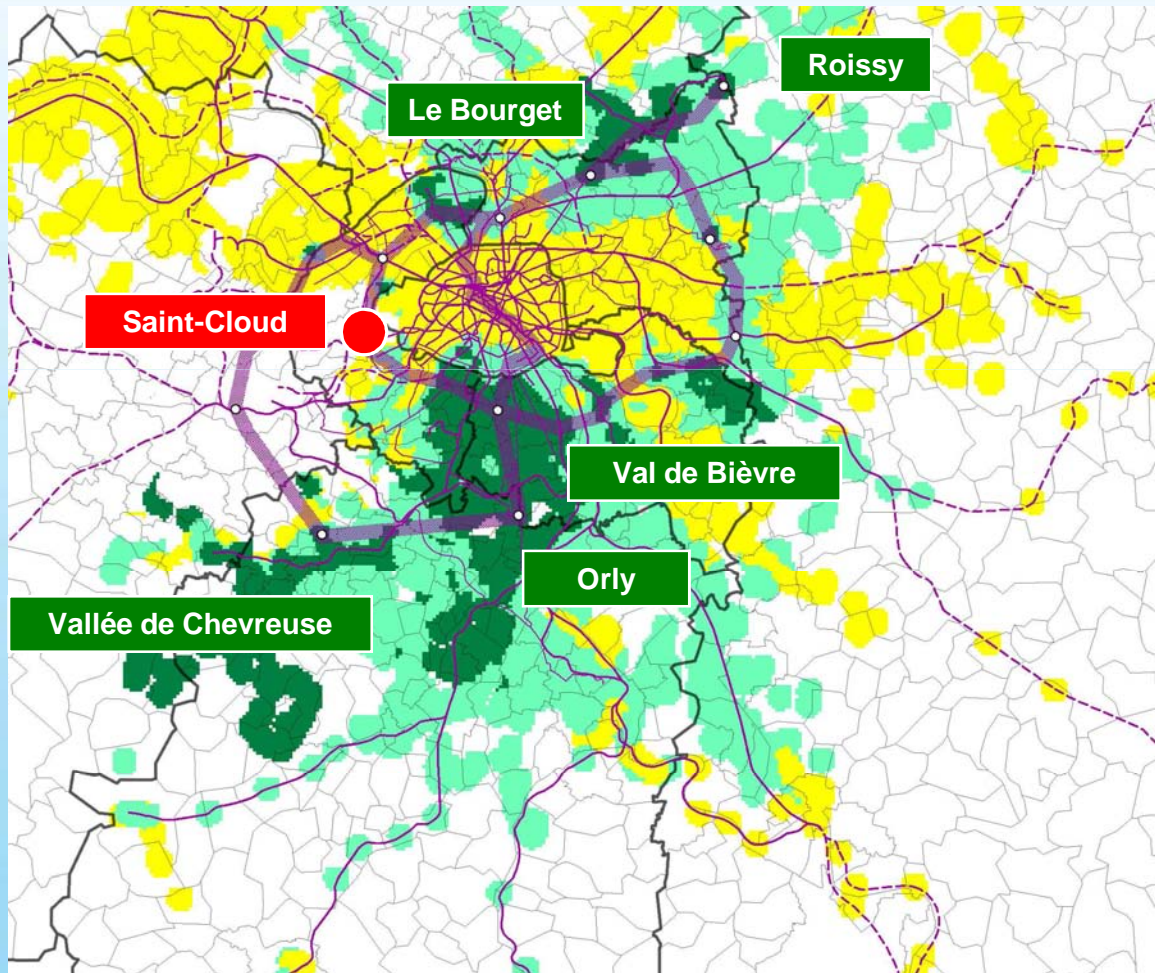 Roissy
Le Bourget
Saint-Cloud
Val de Bièvre
Orly
Vallée de Chevreuse